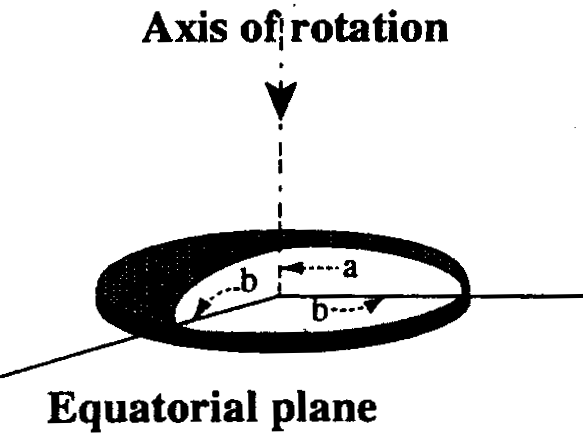 Axis of rotation
a
b
b
Equatorial plane